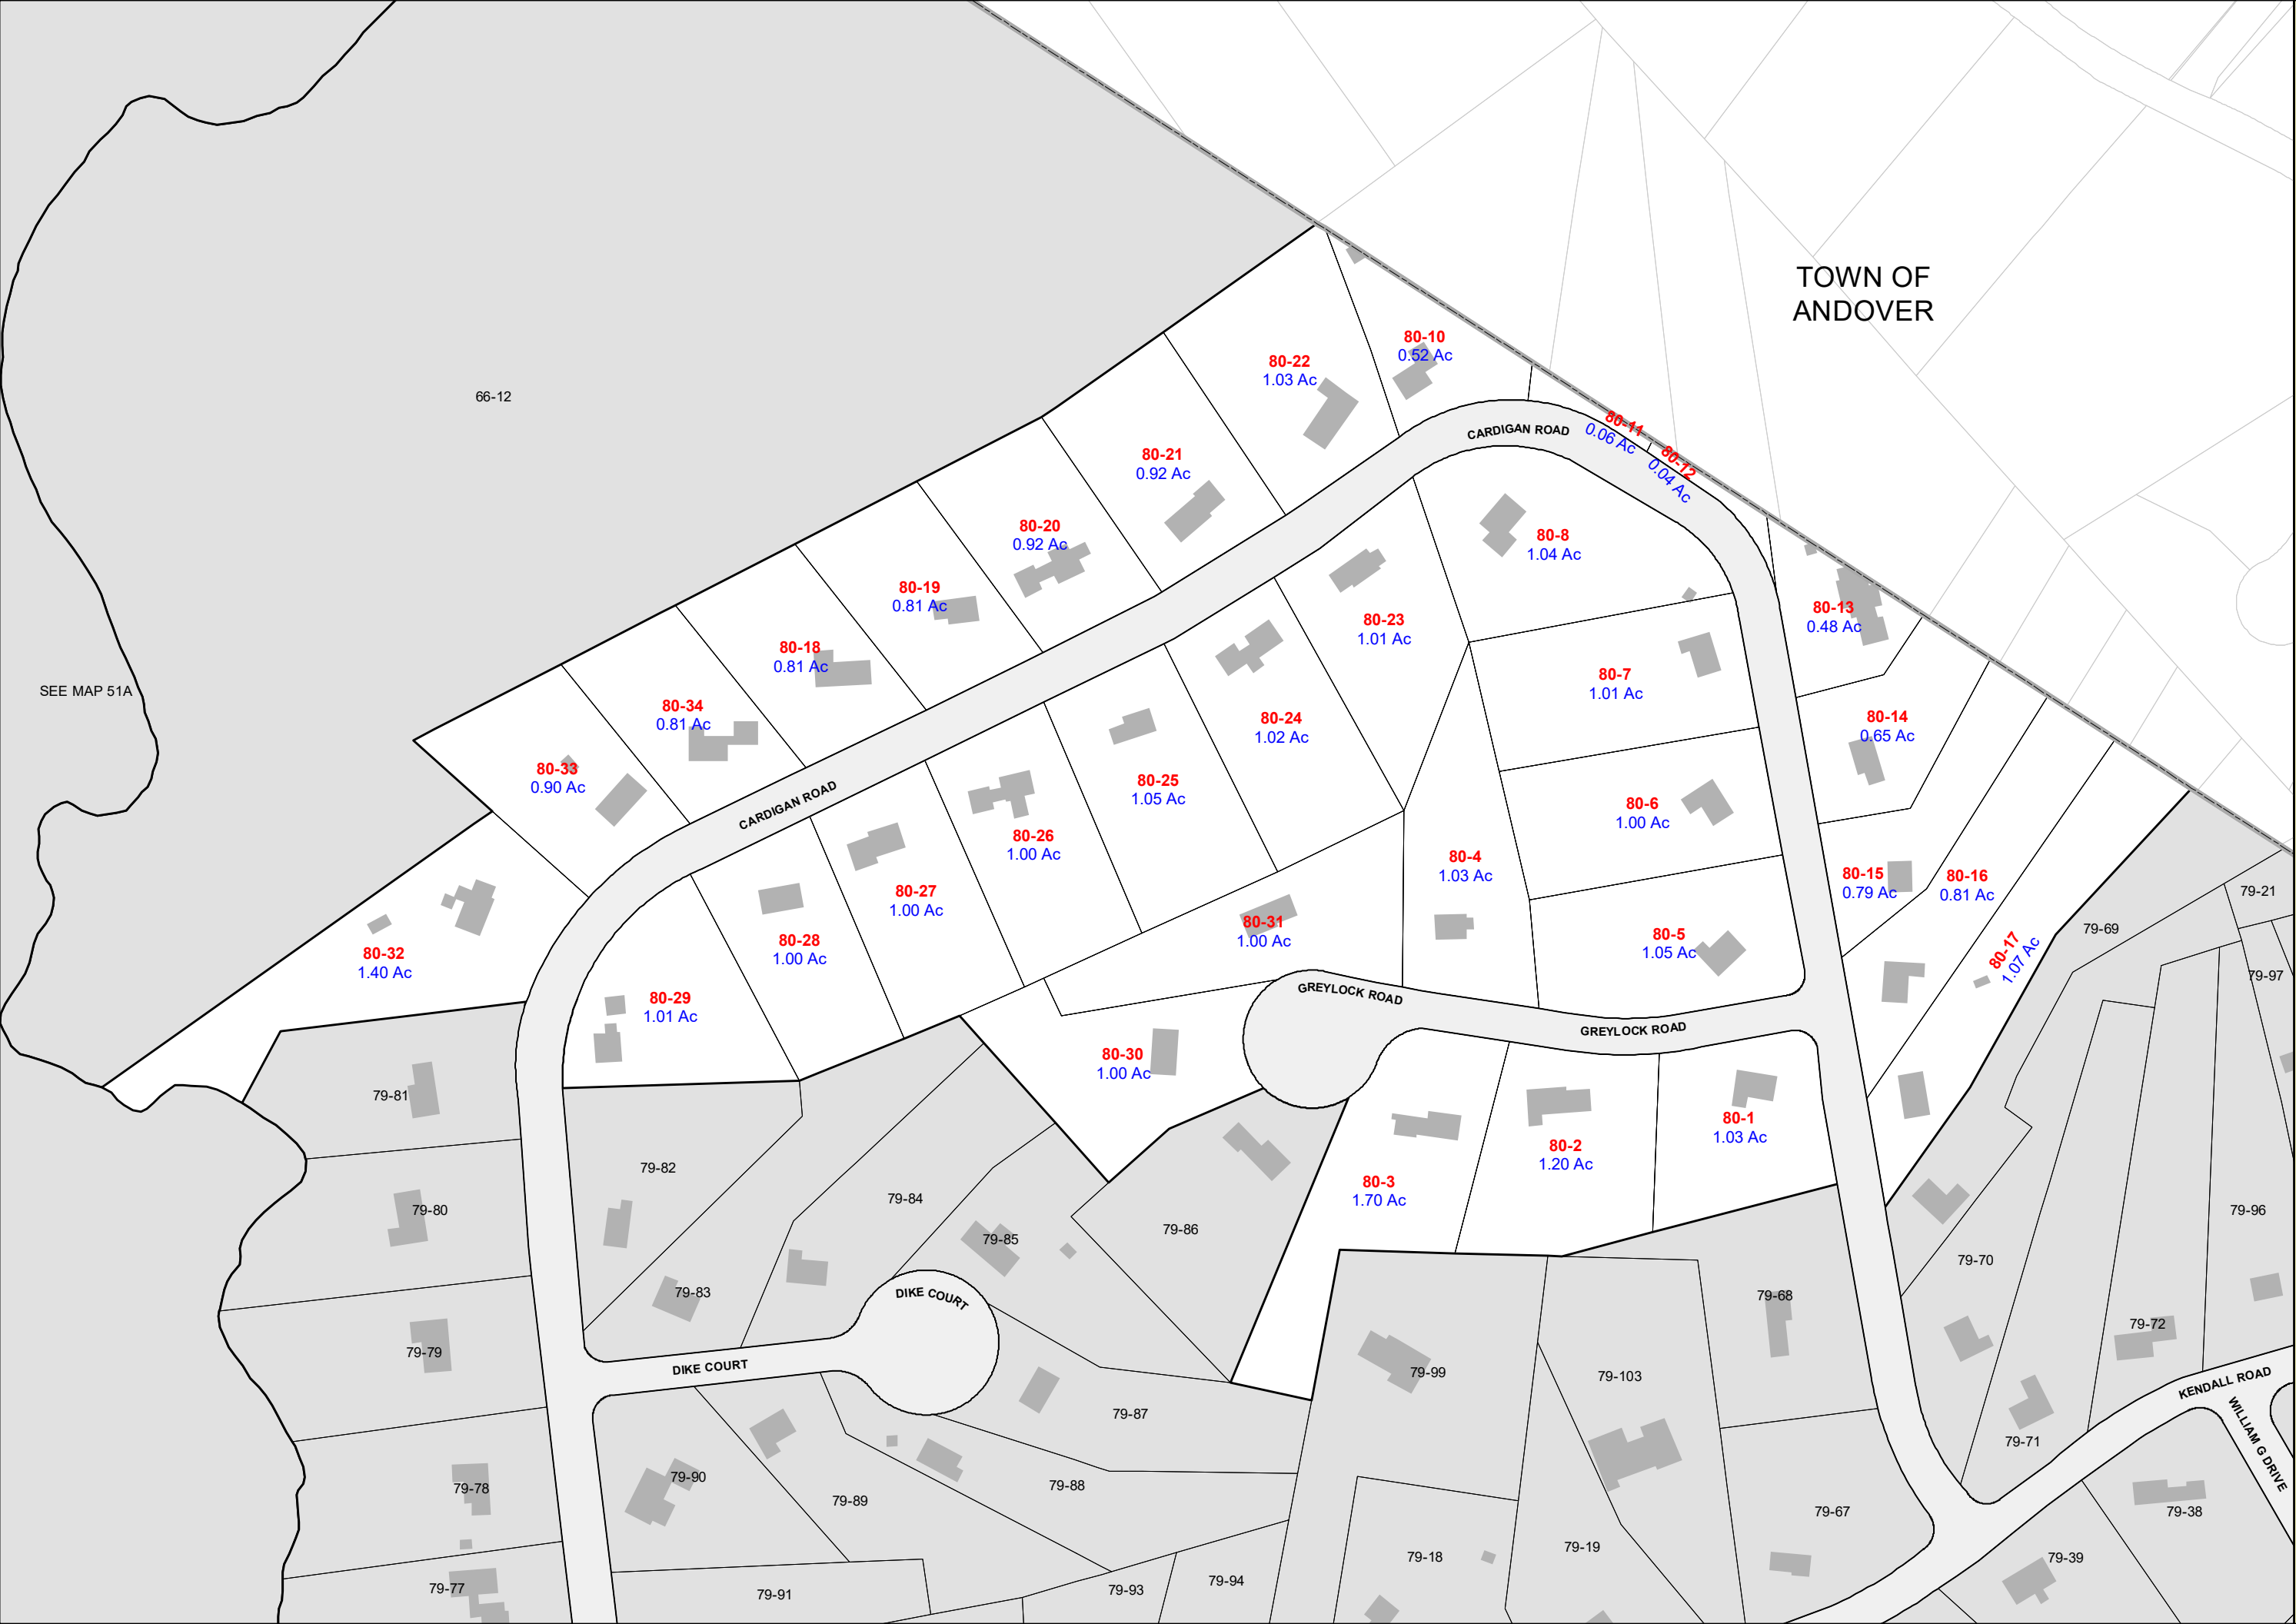 TOWN OF
ANDOVER
80-10
0.52 Ac
80-22
1.03 Ac
66-12
80-11
0.06 Ac
CARDIGAN ROAD
80-12
0.04 Ac
80-21
0.92 Ac
80-20
0.92 Ac
80-8
1.04 Ac
80-19
0.81 Ac
80-13
0.48 Ac
80-23
1.01 Ac
80-18
0.81 Ac
80-7
1.01 Ac
SEE MAP 51A
80-34
0.81 Ac
80-24
1.02 Ac
80-14
0.65 Ac
80-33
0.90 Ac
80-25
1.05 Ac
CARDIGAN ROAD
80-6
1.00 Ac
80-26
1.00 Ac
80-4
1.03 Ac
80-15
0.79 Ac
80-16
0.81 Ac
80-27
1.00 Ac
79-21
80-31
1.00 Ac
79-69
80-28
1.00 Ac
80-5
1.05 Ac
80-32
1.40 Ac
80-17
1.07 Ac
79-97
80-29
1.01 Ac
GREYLOCK ROAD
GREYLOCK ROAD
80-30
1.00 Ac
79-81
80-1
1.03 Ac
80-2
1.20 Ac
79-82
80-3
1.70 Ac
79-84
79-80
79-96
79-86
79-85
79-70
79-83
DIKE COURT
79-68
79-72
79-79
DIKE COURT
79-99
79-103
KENDALL ROAD
79-87
WILLIAM G DRIVE
79-71
79-90
79-88
79-78
79-89
79-67
79-38
79-19
79-18
79-39
79-94
79-77
79-93
79-91